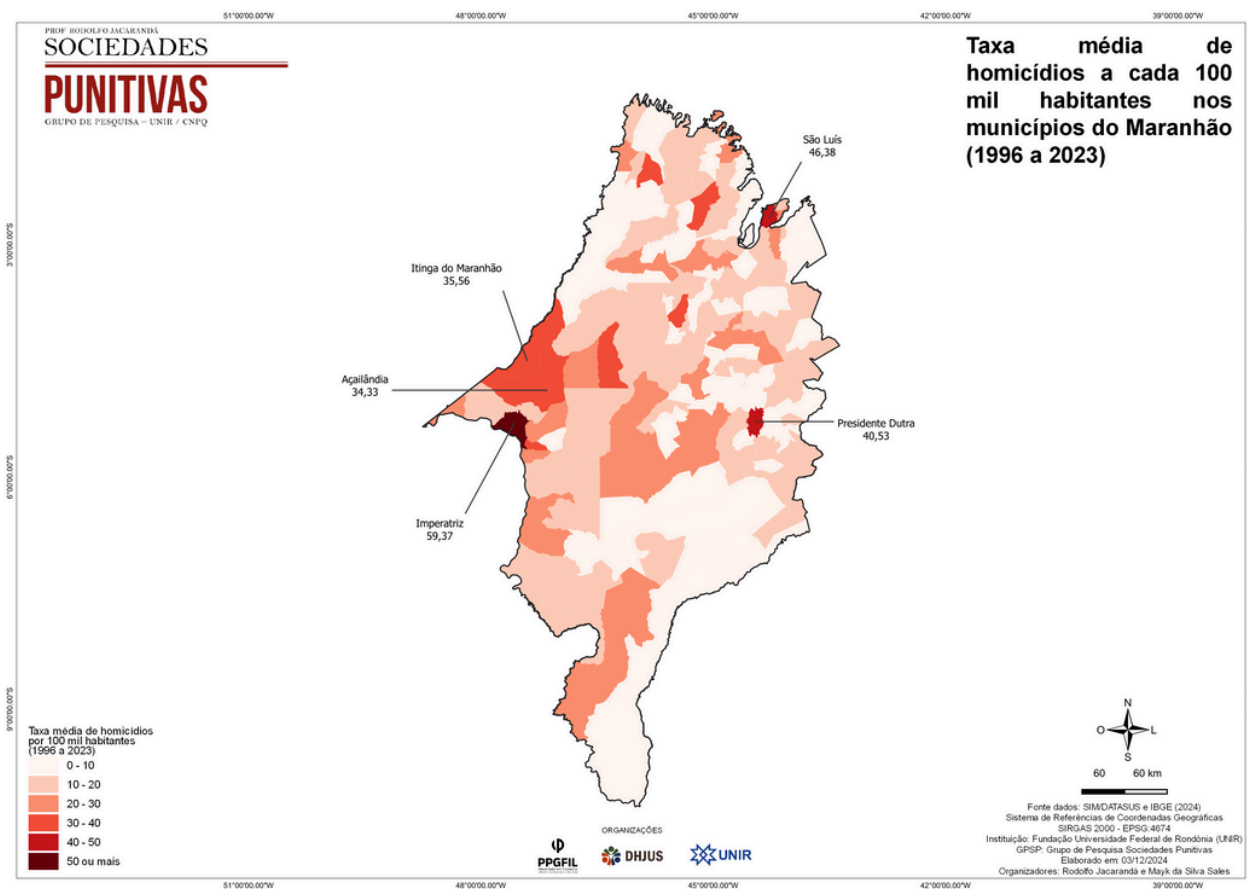 51°00'00.00"W 48°00'00.00"W 45°00'00.00"W 42°00'00.00"W 39°00'00.00"W
PROF RODOLFO JACARANDÁ
SOCIEDADES
PUNITIVAS
GRUPO DE PESQUISA – UNIR / CNPQ
Taxa média de
homicídios a cada 100
mil habitantes nos
municípios do Maranhão
(1996 a 2023)
São Luís
46,38
3°00'00.00"S
Itinga do Maranhão
35,56
Açailândia
34,33
Presidente Dutra
40,53
6°00'00.00"S
Imperatriz
59,37
9°00'00.00"S
Taxa média de homicídios
por 100 mil habitantes
(1996 a 2023)
0 - 10
10 - 20
20 - 30
30 - 40
40 - 50
50 ou mais
N
O L
S
60 60 km
ORGANIZAÇÕES
PPGFIL
DHJUS
UNIR
Fonte dados: SIM/DATASUS e IBGE (2024)
Sistema de Referências de Coordenadas Geográficas
SIRGAS 2000 - EPSG:4674
Instituição: Fundação Universidade Federal de Rondônia (UNIR)
GPSP: Grupo de Pesquisa Sociedades Punitivas
Elaborado em: 03/12/2024
Organizadores: Rodolfo Jacarandá e Mayk da Silva Sales
51°00'00.00"W 48°00'00.00"W 45°00'00.00"W 42°00'00.00"W 39°00'00.00"W